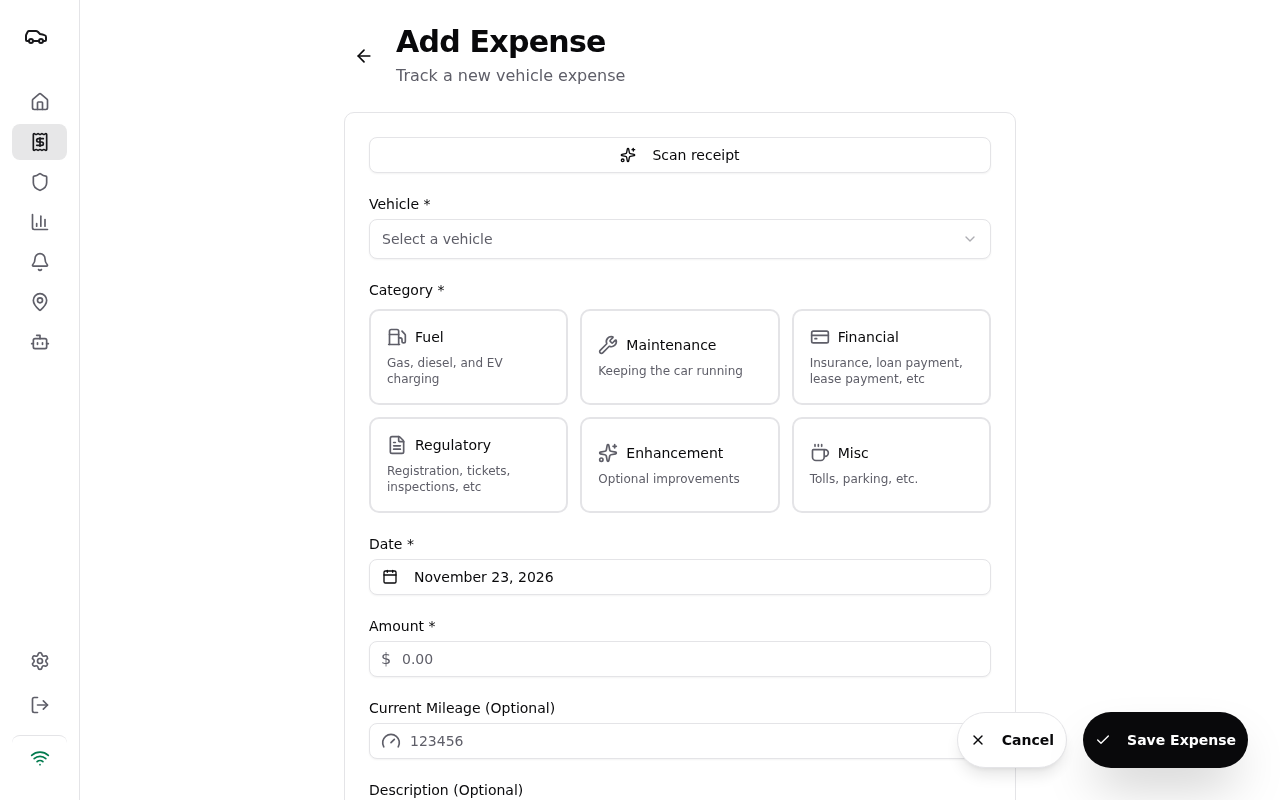 Add Expense
Track a new vehicle expense
Scan receipt
Vehicle *
Select a vehicle
Category *
Fuel
Gas, diesel, and EV
charging
Maintenance
Keeping the car running
Financial
Insurance, loan payment,
lease payment, etc
Regulatory
Registration, tickets,
inspections, etc
Enhancement
Optional improvements
Misc
Tolls, parking, etc.
Date *
November 23, 2026
Amount *
$ 0.00
Current Mileage (Optional)
123456
Cancel
Save Expense
Description (Optional)